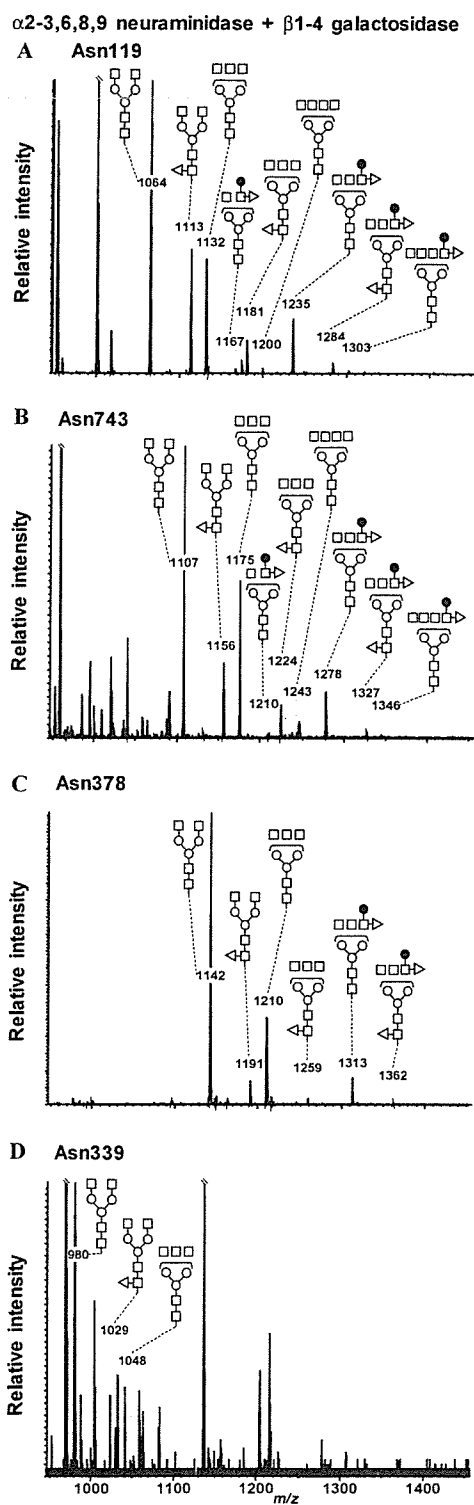 α2-3,6,8,9 neuraminidase + β1-4 galactosidase
A Asn119
Relative intensity
1064
1113
1132
1167
1181
1200
1235
1284
1303
B Asn743
Relative intensity
1107
1156
1175
1210
1224
1243
1278
1327
1346
C Asn378
Relative intensity
1142
1191
1210
1259
1313
1362
D Asn339
Relative intensity
980
1029
1048
1000 1100 1200 1300 1400
m/z